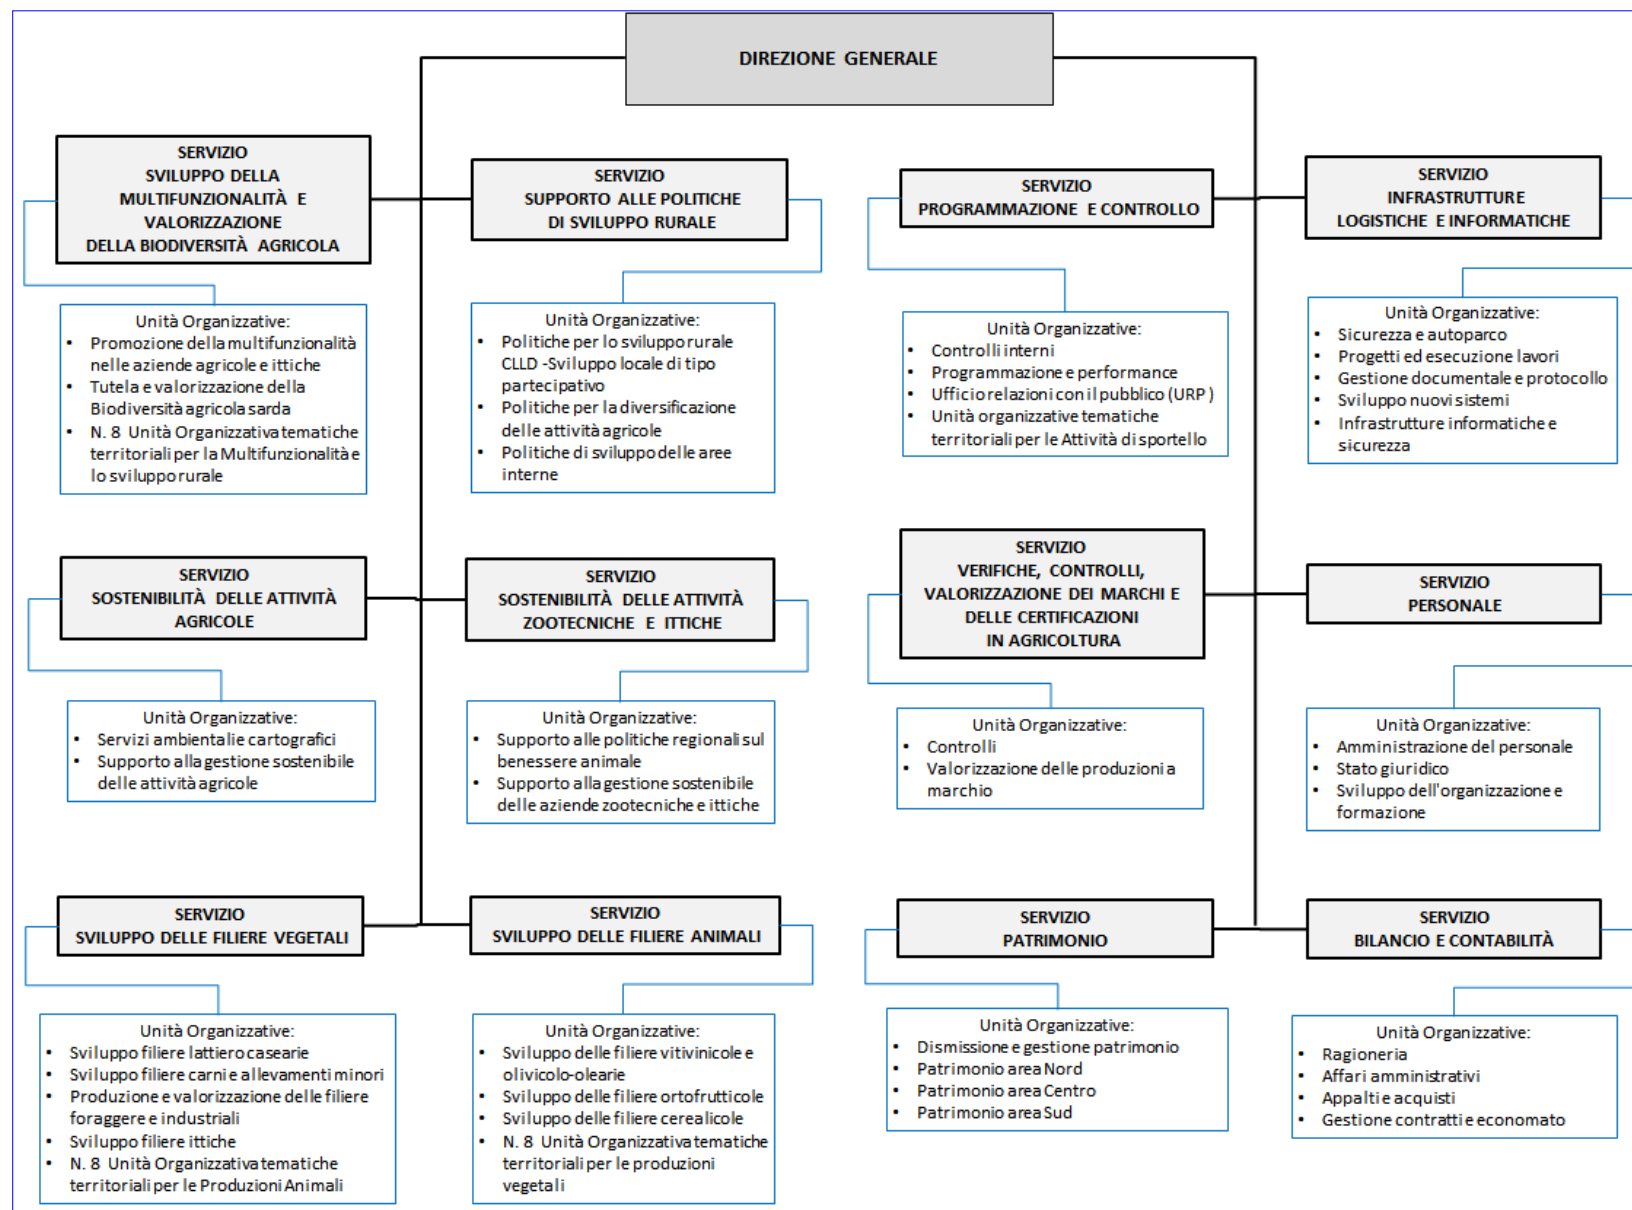 DIREZIONE GENERALE
SERVIZIO
SVILUPPO DELLA
MULTIFUNZIONALITÀ E
VALORIZZAZIONE
DELLA BIODIVERSITÀ AGRICOLA
SERVIZIO
SUPPORTO ALLE POLITICHE
DI SVILUPPO RURALE
SERVIZIO
PROGRAMMAZIONE E CONTROLLO
SERVIZIO
INFRASTRUTTURE
LOGISTICHE E INFORMATICHE
Unità Organizzative:
• Promozione della multifunzionalità
nelle aziende agricole e ittiche
• Tutela e valorizzazione della
Biodiversità agricola sarda
• N. 8 Unità Organizzativa tematiche
territoriali per la Multifunzionalità e
lo sviluppo rurale
Unità Organizzative:
• Politiche per lo sviluppo rurale
CLLD -Sviluppo locale di tipo
partecipativo
• Politiche per la diversificazione
delle attività agricole
• Politiche di sviluppo delle aree
interne
Unità Organizzative:
• Controlli interni
• Programmazione e performance
• Ufficio relazioni con il pubblico (URP )
• Unità organizzative tematiche
territoriali per le Attività di sportello
Unità Organizzative:
• Sicurezza e autoparco
• Progetti ed esecuzione lavori
• Gestione documentale e protocollo
• Sviluppo nuovi sistemi
• Infrastrutture informatiche e
sicurezza
SERVIZIO
SOSTENIBILITÀ DELLE ATTIVITÀ
AGRICOLE
SERVIZIO
SOSTENIBILITÀ DELLE ATTIVITÀ
ZOOTECNICHE E ITTICHE
SERVIZIO
VERIFICHE, CONTROLLI,
VALORIZZAZIONE DEI MARCHI E
DELLE CERTIFICAZIONI
IN AGRICOLTURA
SERVIZIO
PERSONALE
Unità Organizzative:
• Servizi ambientali e cartografici
• Supporto alla gestione sostenibile
delle attività agricole
Unità Organizzative:
• Supporto alle politiche regionali sul
benessere animale
• Supporto alla gestione sostenibile
delle aziende zootecniche e ittiche
Unità Organizzative:
• Controlli
• Valorizzazione delle produzioni a
marchio
Unità Organizzative:
• Amministrazione del personale
• Stato giuridico
• Sviluppo dell'organizzazione e
formazione
SERVIZIO
SVILUPPO DELLE FILIERE VEGETALI
SERVIZIO
SVILUPPO DELLE FILIERE ANIMALI
SERVIZIO
PATRIMONIO
SERVIZIO
BILANCIO E CONTABILITÀ
Unità Organizzative:
• Sviluppo filiere lattiero casearie
• Sviluppo filiere carni e allevamenti minori
• Produzione e valorizzazione delle filiere
foraggere e industriali
• Sviluppo filiere ittiche
• N. 8 Unità Organizzativa tematiche
territoriali per le Produzioni Animali
Unità Organizzative:
• Sviluppo delle filiere vitivinicole e
olivicolo-olearie
• Sviluppo delle filiere ortofrutticole
• Sviluppo delle filiere cerealicole
• N. 8 Unità Organizzativa tematiche
territoriali per le produzioni
vegetali
Unità Organizzative:
• Dismissione e gestione patrimonio
• Patrimonio area Nord
• Patrimonio area Centro
• Patrimonio area Sud
Unità Organizzative:
• Ragioneria
• Affari amministrativi
• Appalti e acquisti
• Gestione contratti e economato